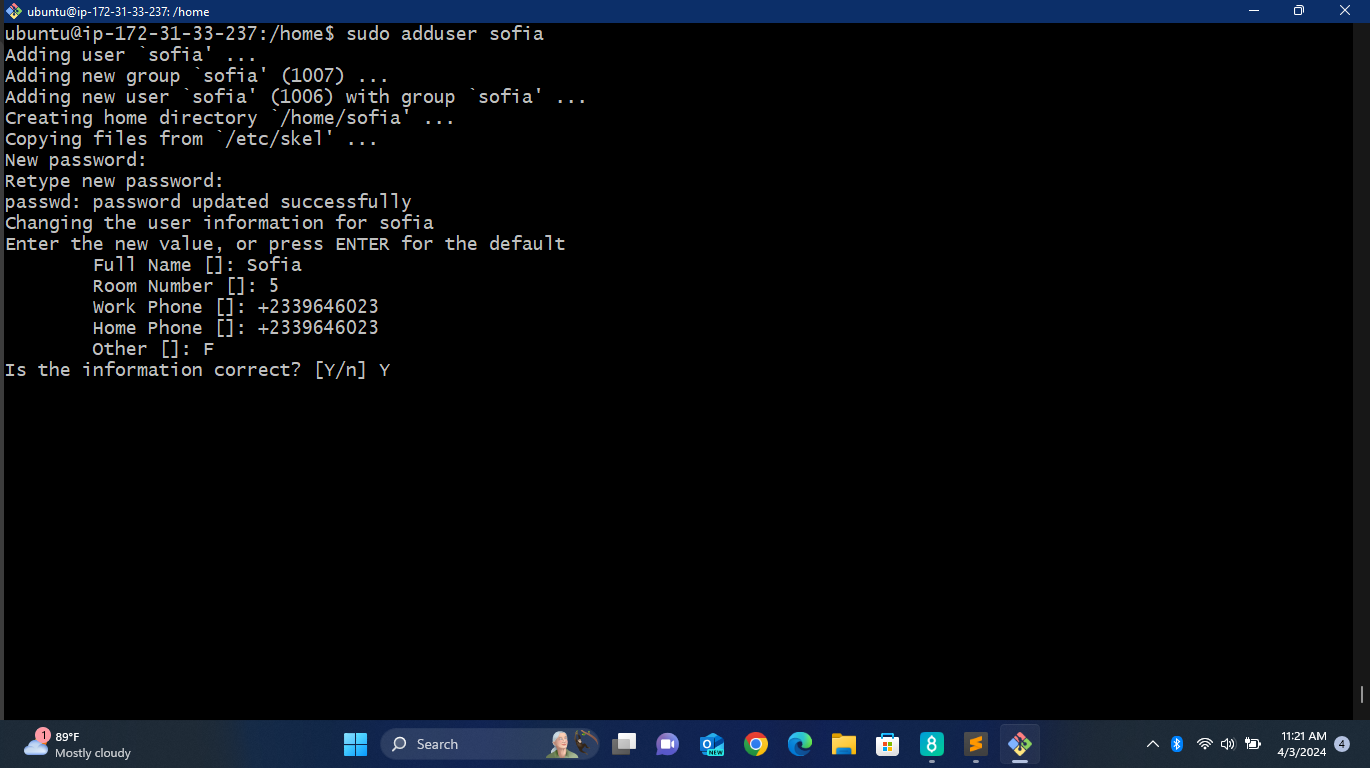 ubuntu@ip-172-31-33-237: /home
ubuntu@ip-172-31-33-237:/home$ sudo adduser sofia
Adding user `sofia' ...
Adding new group `sofia' (1007) ...
Adding new user `sofia' (1006) with group `sofia' ...
Creating home directory `/home/sofia' ...
Copying files from `/etc/skel' ...
New password:
Retype new password:
passwd: password updated successfully
Changing the user information for sofia
Enter the new value, or press ENTER for the default
        Full Name []: Sofia
        Room Number []: 5
        Work Phone []: +2339646023
        Home Phone []: +2339646023
        Other []: F
Is the information correct? [Y/n] Y
1
89°F
Mostly cloudy
Search
NEW
8
11:21 AM
4/3/2024
4